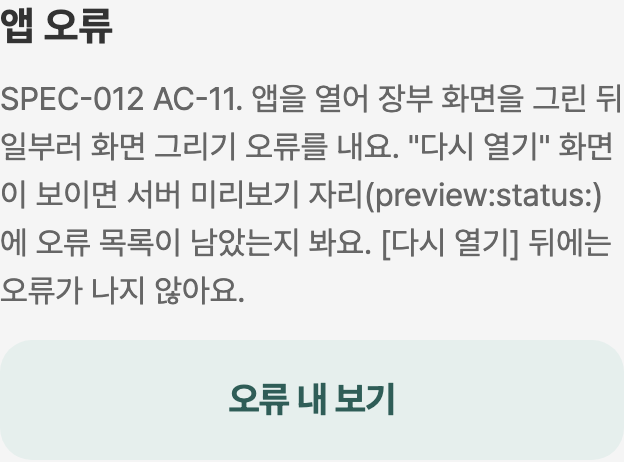 앱 오류
SPEC-012 AC-11. 앱을 열어 장부 화면을 그린 뒤
일부러 화면 그리기 오류를 내요. "다시 열기" 화면
이 보이면 서버 미리보기 자리(preview:status:)
에 오류 목록이 남았는지 봐요. [다시 열기] 뒤에는
오류가 나지 않아요.
오류 내 보기